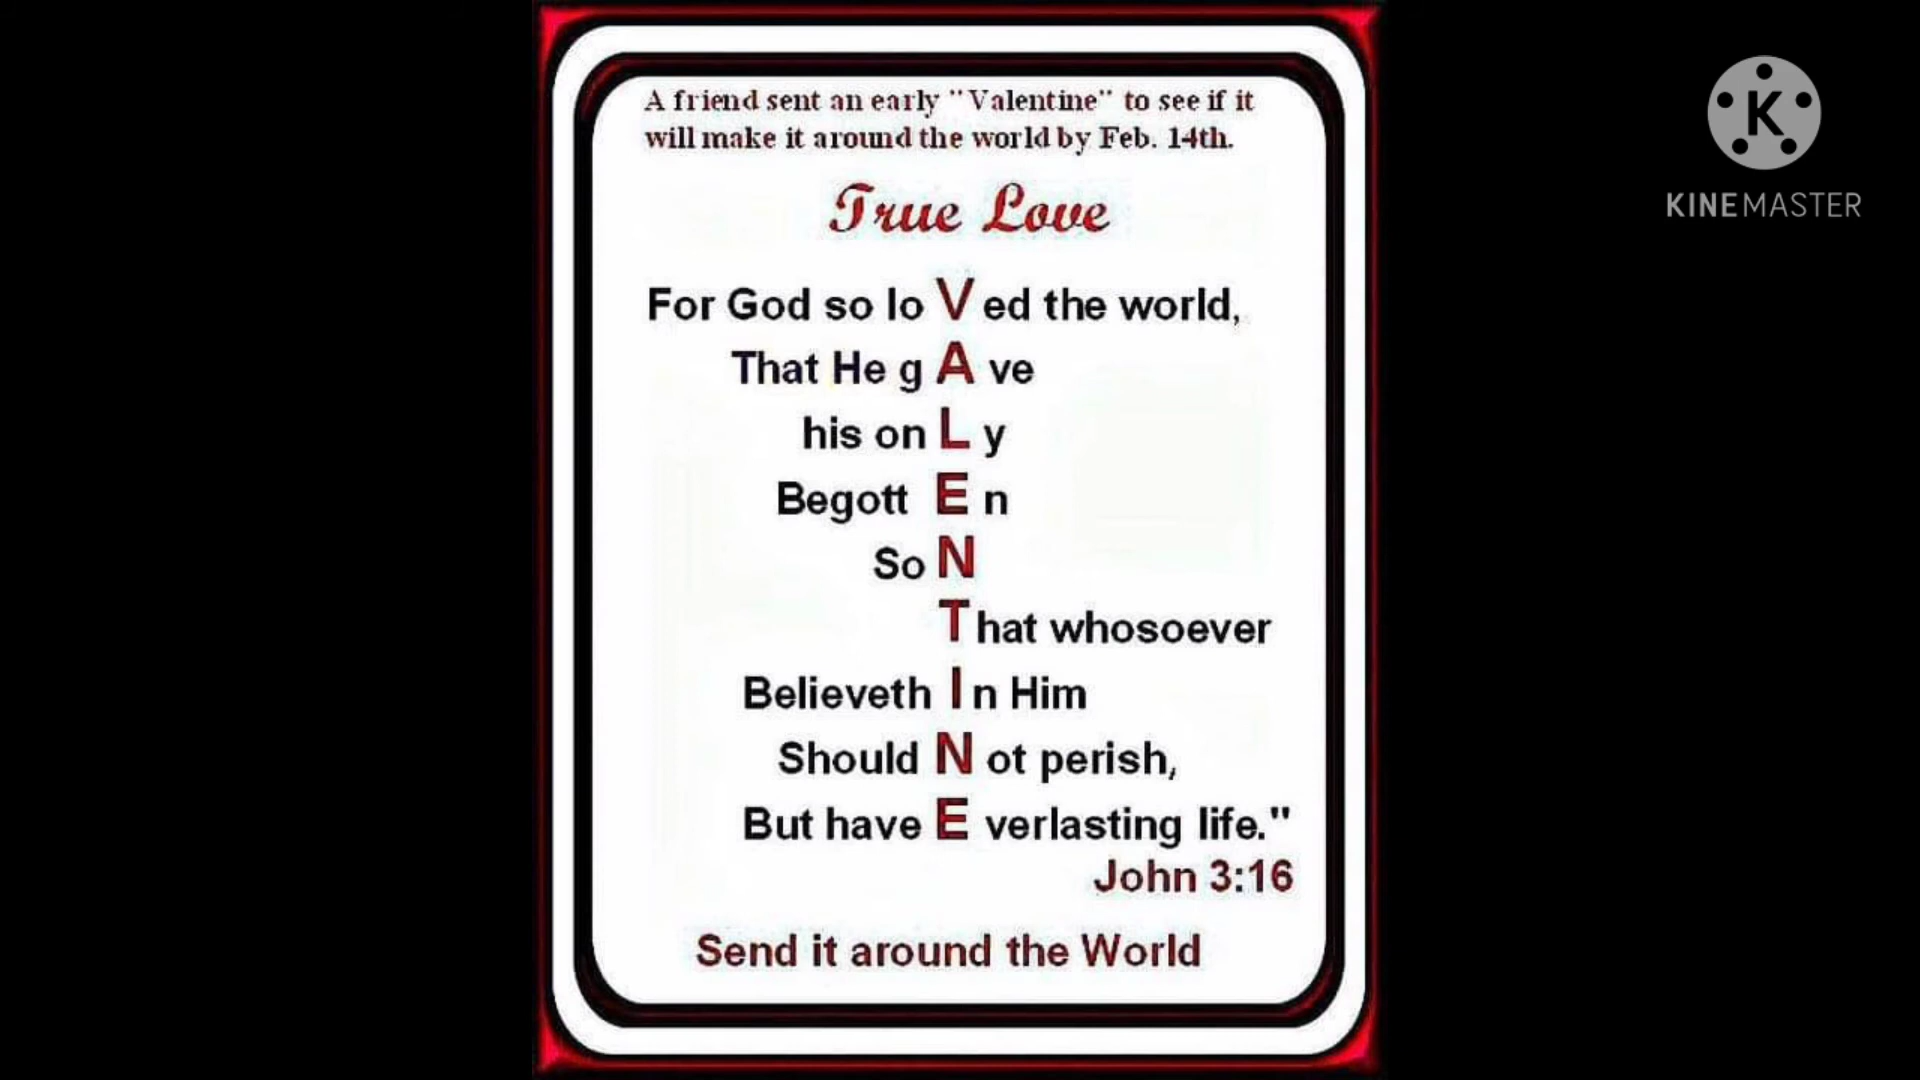 A friend sent an early "Valentine" to see if it
will make it around the world by Feb. 14th.
True Love
For God so lo V ed the world,
That He g A ve
his on L y
Begott E n
So N
T hat whosoever
Believeth I n Him
Should N ot perish,
But have E verlasting life."
John 3:16
Send it around the World
K
KINEMASTER